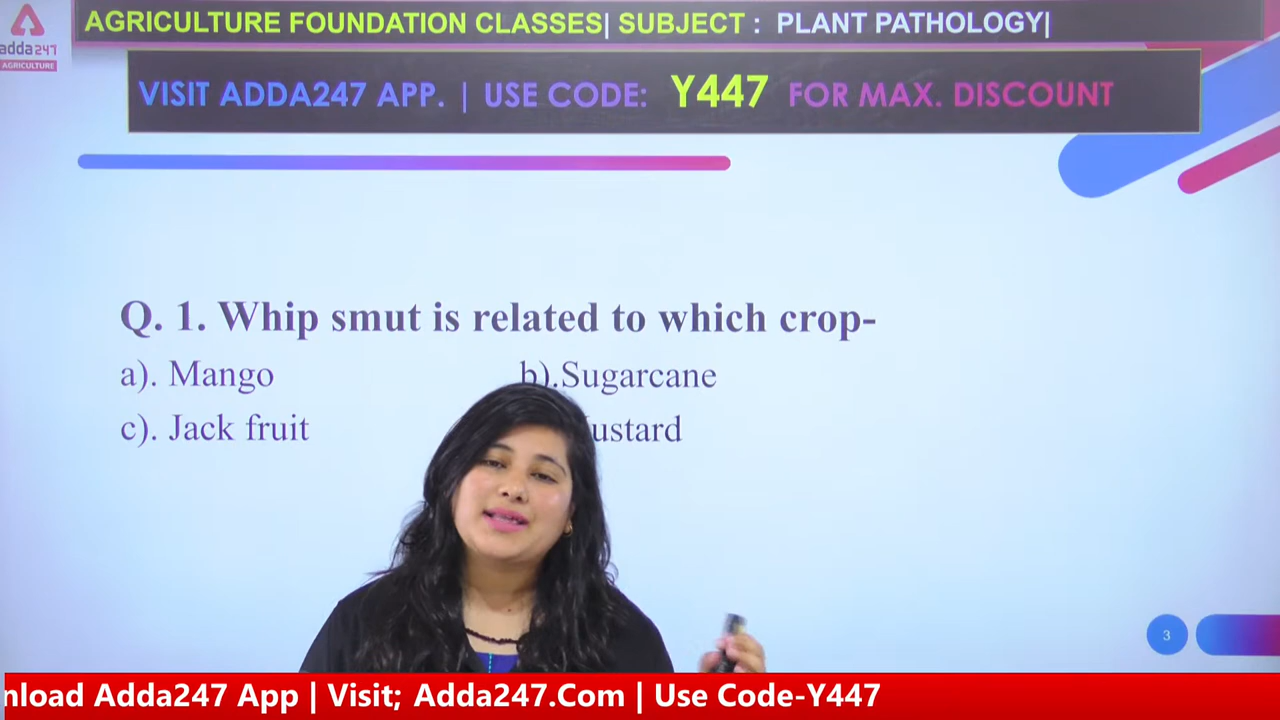 AGRICULTURE FOUNDATION CLASSES| SUBJECT : PLANT PATHOLOGY|
adda247
AGRICULTURE
VISIT ADDA247 APP. | USE CODE: Y447 FOR MAX. DISCOUNT
Q. 1. Whip smut is related to which crop-
a). Mango b).Sugarcane
c). Jack fruit
3
Adda247 App | Visit; Adda247.Com | Use Code-Y447